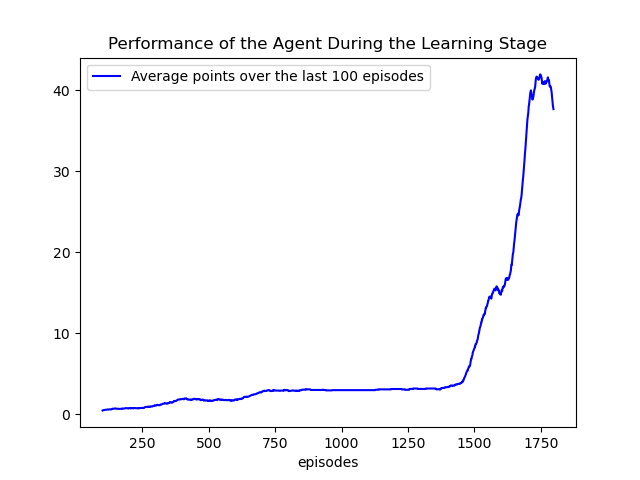 Performance of the Agent During the Learning Stage
Average points over the last 100 episodes
40
30
20
10
0
250 500 750 1000 1250 1500 1750
episodes